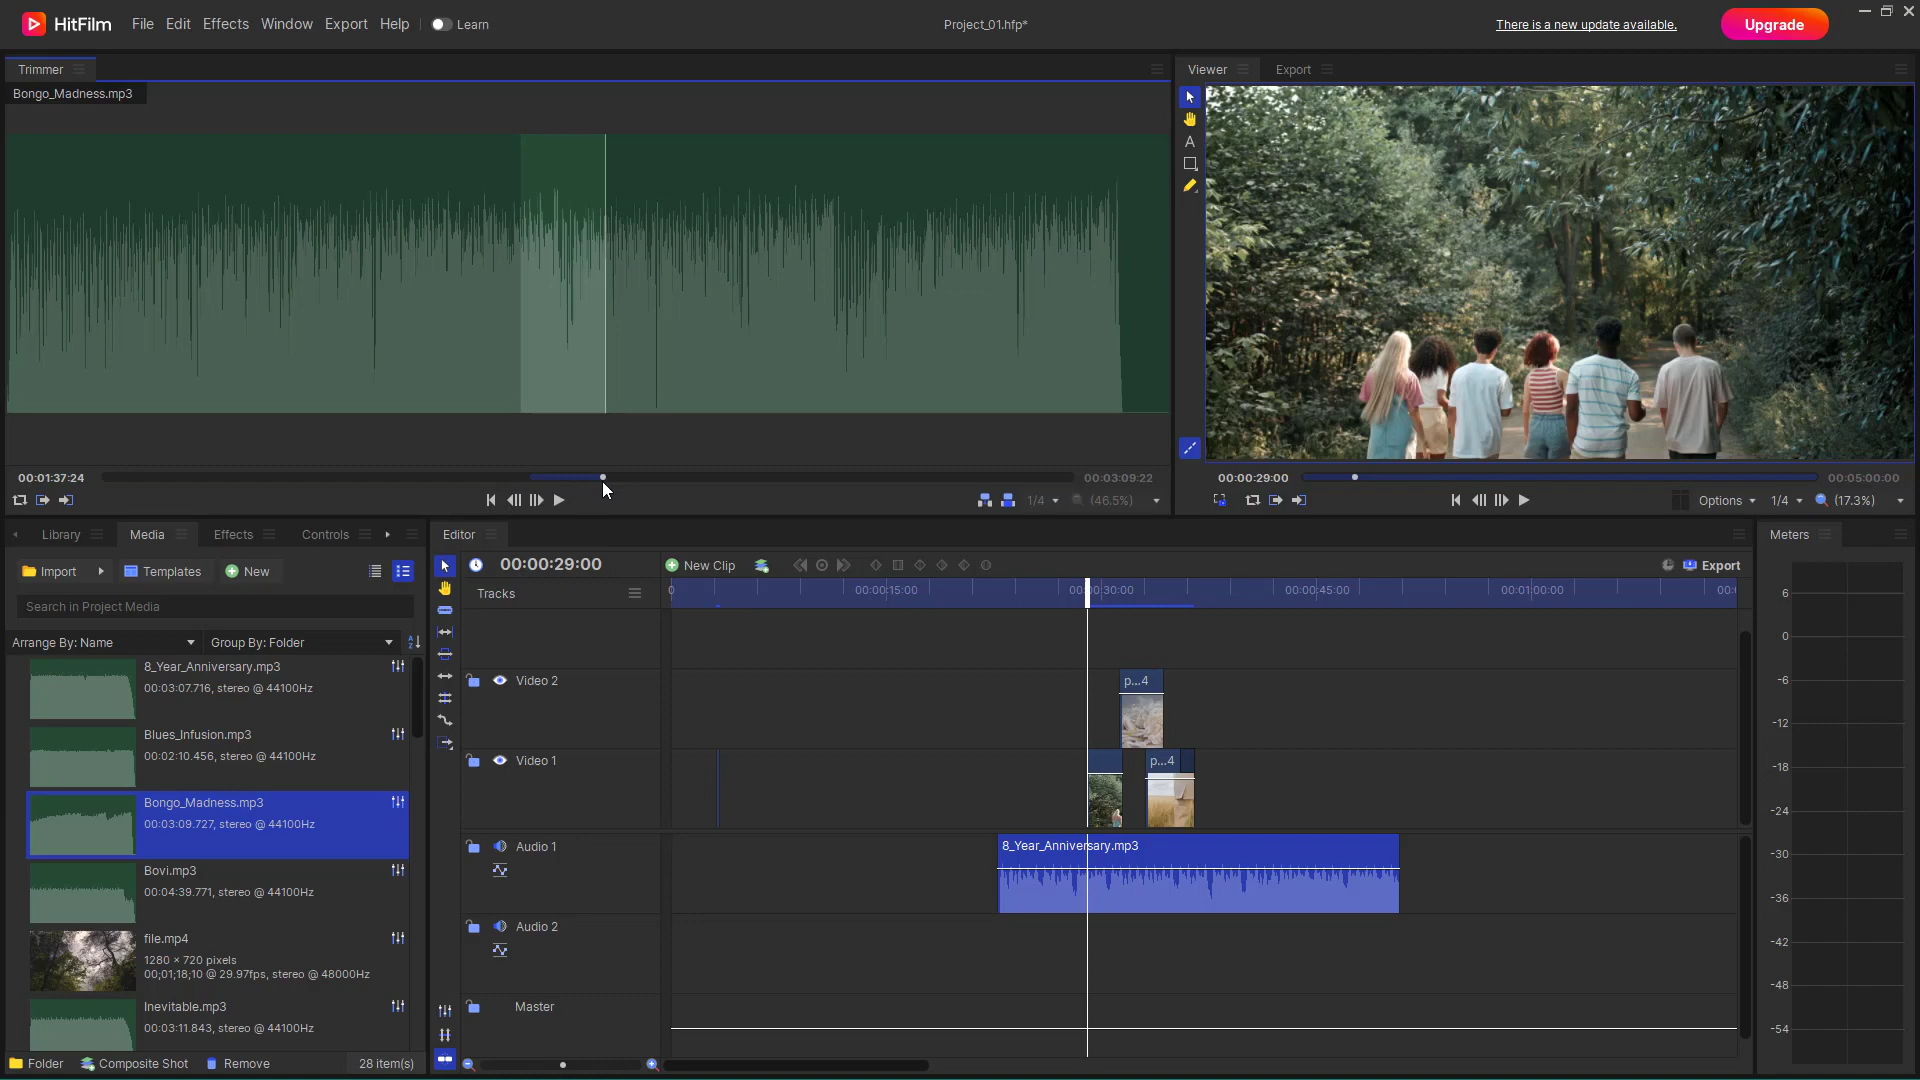 HitFilm File Edit Effects Window Export Help Learn Project_01.hfp* There is a new update available. Upgrade
Trimmer
Bongo_Madness.mp3
00:01:37:24 00:03:09:22
1/4 (46.5%)
Viewer Export
00:00:29:00 00:05:00:00
Options 1/4 (17.3%)
Library Media Effects Controls
Import Templates New
Search in Project Media
Arrange By: Name Group By: Folder
8_Year_Anniversary.mp3
00:03:07.716, stereo @ 44100Hz
Blues_Infusion.mp3
00:02:10.456, stereo @ 44100Hz
Bongo_Madness.mp3
00:03:09.727, stereo @ 44100Hz
Bovi.mp3
00:04:39.771, stereo @ 44100Hz
file.mp4
1280 × 720 pixels
00;01;18;10 @ 29.97fps, stereo @ 48000Hz
Inevitable.mp3
00:03:11.843, stereo @ 44100Hz
Folder Composite Shot Remove 28 item(s)
Editor
00:00:29:00 New Clip Export
Tracks 0 00:00:15:00 00:00:30:00 00:00:45:00 00:01:00:00 00:0
Video 2 p...4
Video 1 p...4
Audio 1 8_Year_Anniversary.mp3
Audio 2
Master
Meters
6
0
-6
-12
-18
-24
-30
-36
-42
-48
-54